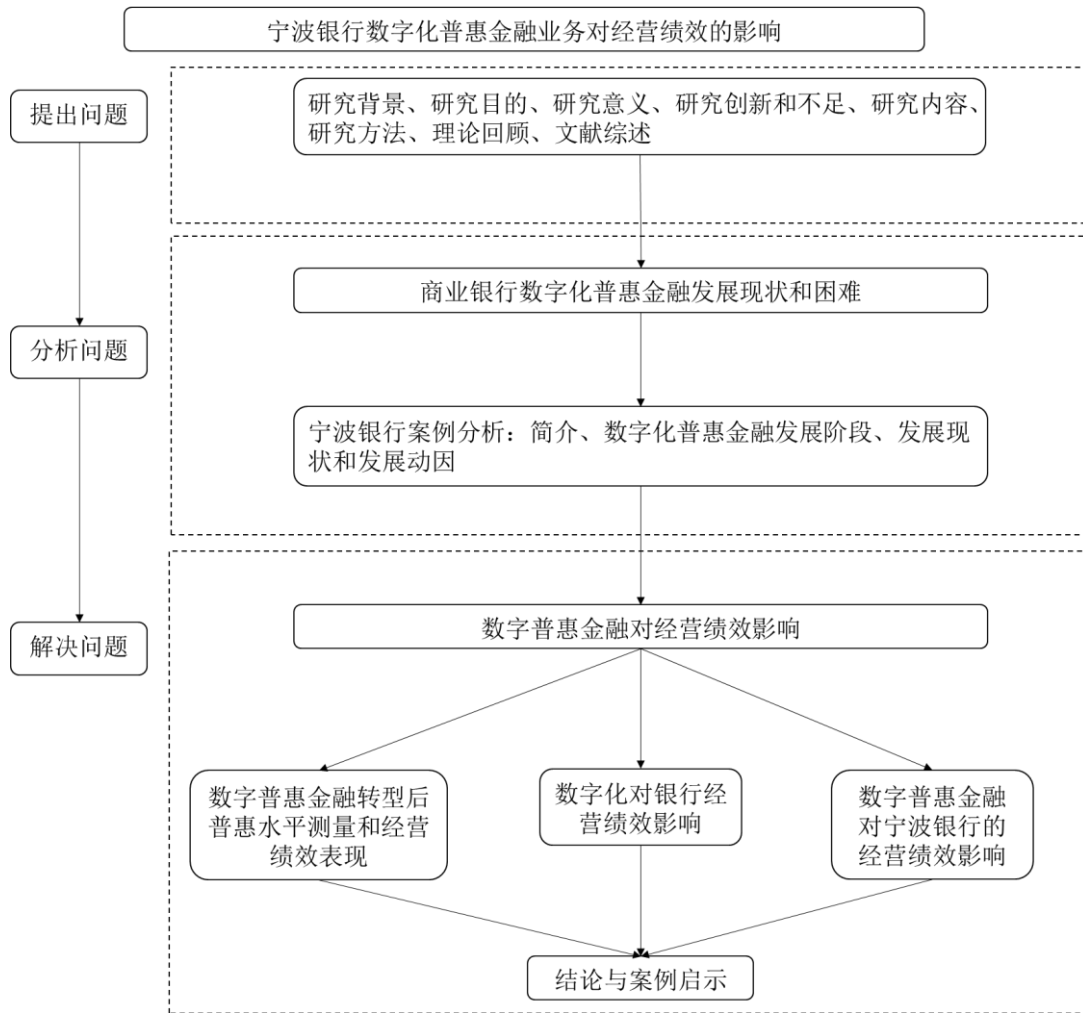 宁波银行数字化普惠金融业务对经营绩效的影响
提出问题
研究背景、研究目的、研究意义、研究创新和不足、研究内容、
研究方法、理论回顾、文献综述
商业银行数字化普惠金融发展现状和困难
分析问题
宁波银行案例分析：简介、数字化普惠金融发展阶段、发展现
状和发展动因
数字普惠金融对经营绩效影响
解决问题
数字普惠金融转型后
普惠水平测量和经营
绩效表现
数字化对银行经
营绩效影响
数字普惠金融
对宁波银行的
经营绩效影响
结论与案例启示